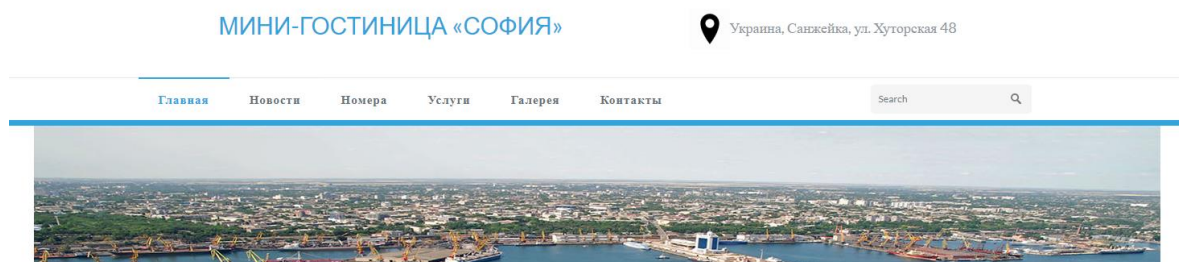 МИНИ-ГОСТИНИЦА «СОФИЯ»
Украина, Санжейка, ул. Хуторская 48
Главная Новости Номера Услуги Галерея Контакты Search